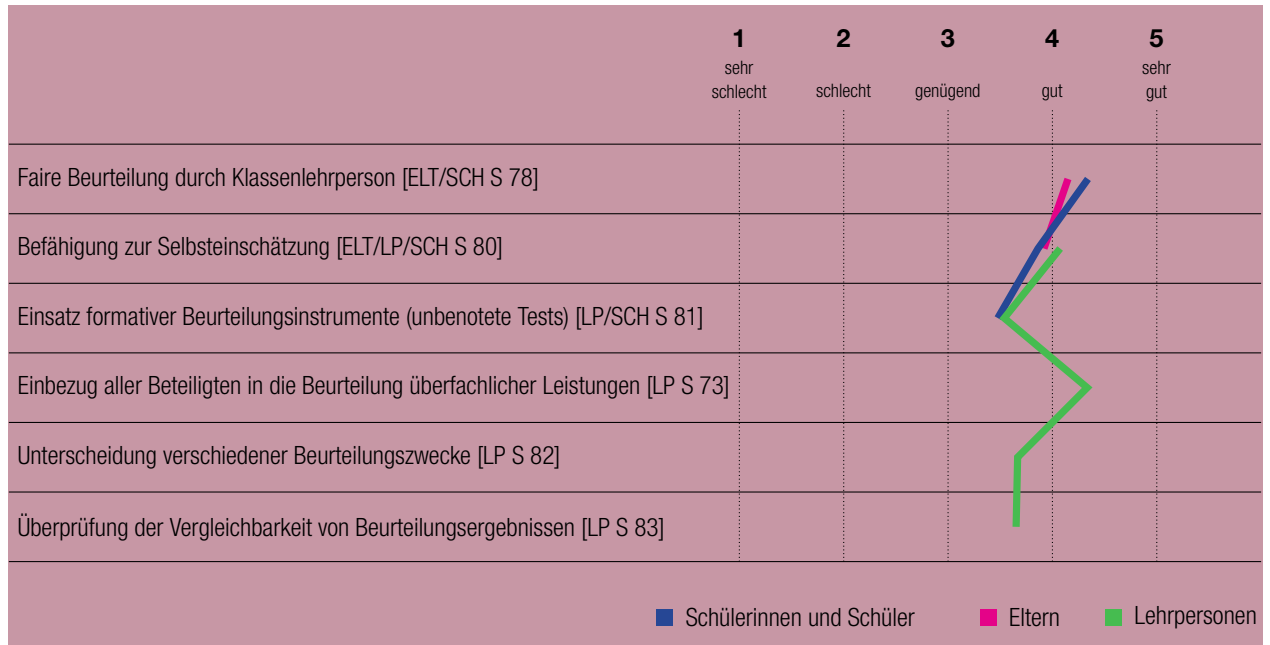 1 2 3 4 5
sehr sehr
schlecht schlecht genügend gut gut
Faire Beurteilung durch Klassenlehrperson [ELT/SCH S 78]
Befähigung zur Selbsteinschätzung [ELT/LP/SCH S 80]
Einsatz formativer Beurteilungsinstrumente (unbenotete Tests) [LP/SCH S 81]
Einbezug aller Beteiligten in die Beurteilung überfachlicher Leistungen [LP S 73]
Unterscheidung verschiedener Beurteilungszwecke [LP S 82]
Überprüfung der Vergleichbarkeit von Beurteilungsergebnissen [LP S 83]
Schülerinnen und Schüler Eltern Lehrpersonen